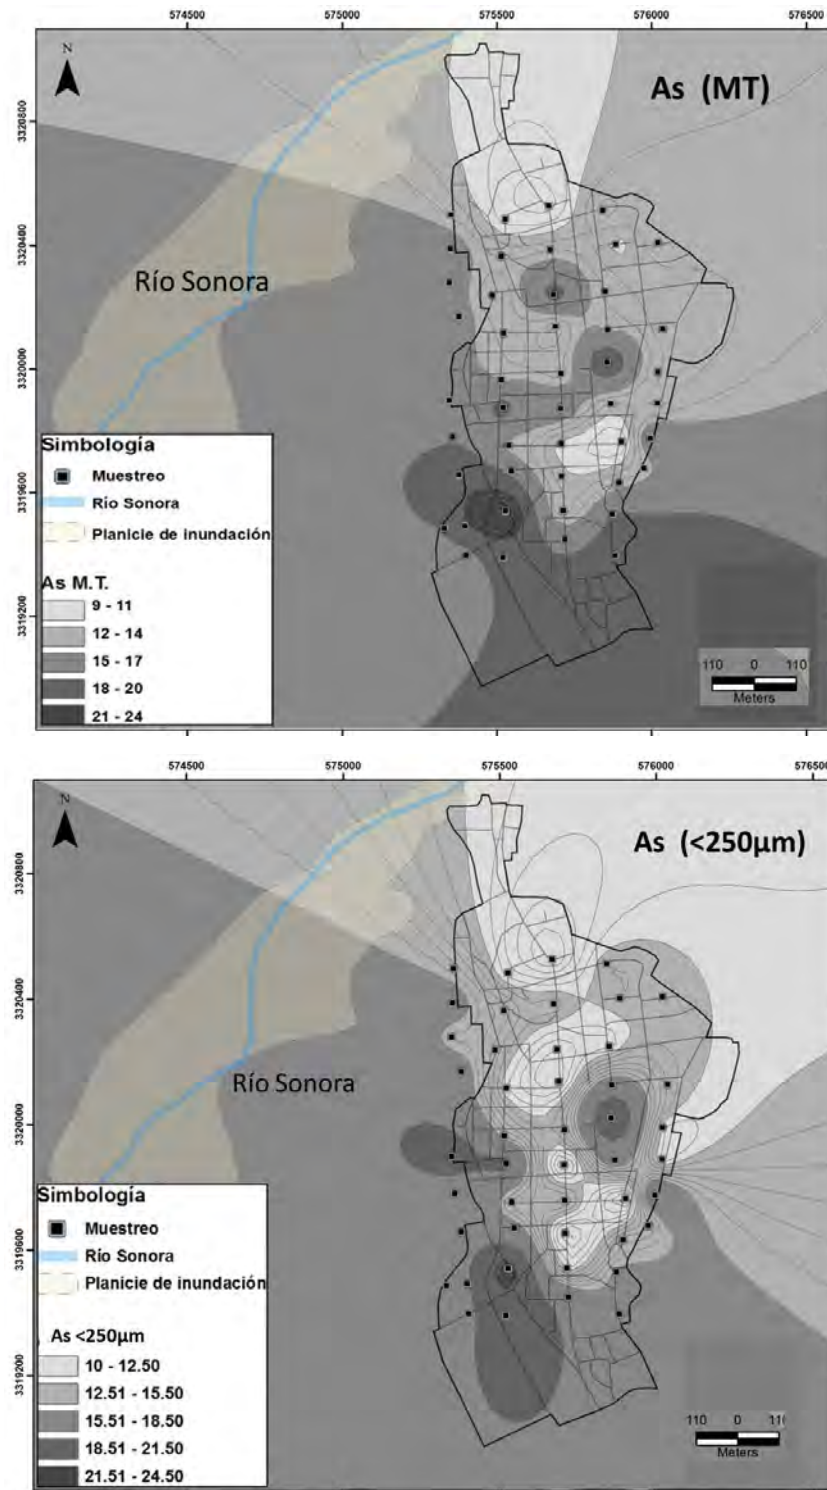 574500 575000 575500 576000 576500
N
As (MT)
3320800
3320400
Río Sonora
3320000
Simbología
Muestreo
Río Sonora
3319600
Planicie de inundación
As M.T.
9 - 11
3319200
12 - 14
15 - 17
110 0 110
18 - 20
Meters
21 - 24
574500 575000 575500 576000 576500
N
As (<250µm)
3320800
3320400
Río Sonora
3320000
Simbología
Muestreo
3319600
Río Sonora
Planicie de inundación
As <250µm
10 - 12.50
3319200
12.51 - 15.50
15.51 - 18.50
110 0 11
18.51 - 21.50
Meters
21.51 - 24.50